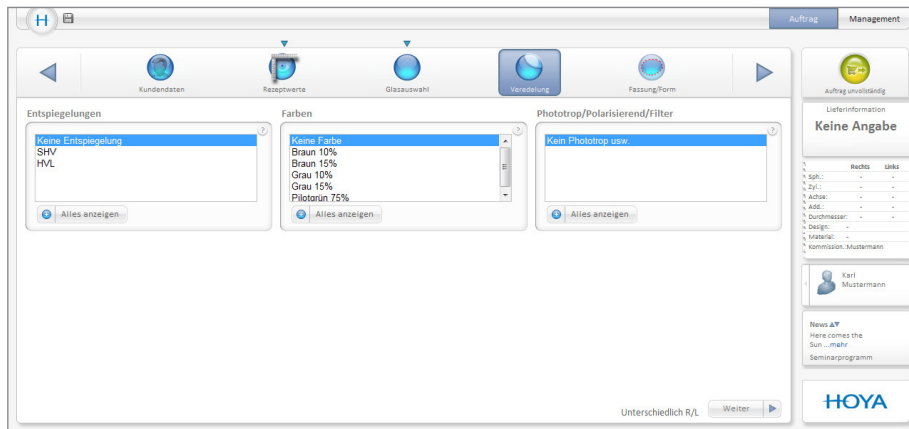 H
Auftrag
Management
Kundendaten
Rezeptwerte
Glasauswahl
Veredelung
Fassung/Form
Auftrag unvollständig
Entspiegelungen
Farben
Phototrop/Polarisierend/Filter
?
?
?
Keine Entspiegelung
SHV
HVL
Keine Farbe
Braun 10%
Braun 15%
Grau 10%
Grau 15%
Pilotgrün 75%
Kein Phototrop usw.
Alles anzeigen
Alles anzeigen
Alles anzeigen
Lieferinformation
Keine Angabe
Rechts Links
Sph.: - -
Zyl.: - -
Achse: - -
Add.: - -
Durchmesser: - -
Design: -
Material: -
Kommission.:Mustermann
Karl
Mustermann
News
Here comes the
Sun ...mehr
Seminarprogramm
Unterschiedlich R/L
Weiter
HOYA